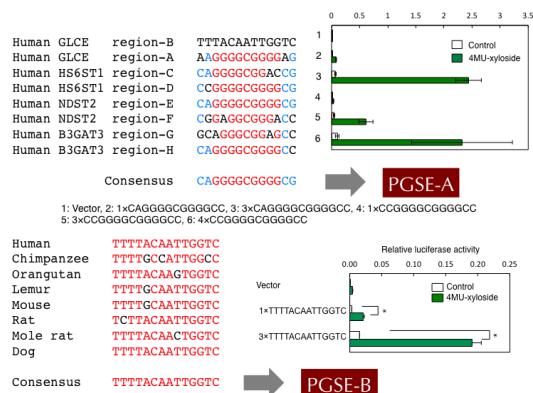 0 0.5 1 1.5 2 2.5 3 3.5
Control
4MU-xyloside
1
2
3
4
5
6
Human GLCE region-B TTTACAATTGGTC
Human GLCE region-A AAGGGGCGGGGAG
Human HS6ST1 region-C CAGGGGCGGACCG
Human HS6ST1 region-D CCGGGGCGGGGCG
Human NDST2 region-E CAGGGGCGGGGCG
Human NDST2 region-F CGGAGGCGGGACC
Human B3GAT3 region-G GCAGGGCGGAGCC
Human B3GAT3 region-H CAGGGGCGGGGCC
Consensus CAGGGGCGGGGCG
PGSE-A
1: Vector, 2: 1×CAGGGGCGGGGCC, 3: 3×CAGGGGCGGGGCC, 4: 1×CCGGGGCGGGGCC
5: 3×CCGGGGCGGGGCC, 6: 4×CCGGGGCGGGGCC
Human TTTTACAATTGGTC
Chimpanzee TTTTGCCATTGGCC
Orangutan TTTTACAAGTGGTC
Lemur TTTTGCAATTGGTC
Mouse TTTTGCAATTGGTC
Rat TCTTACAATTGGTC
Mole rat TTTTACAACTGGTC
Dog TTTTACAATTGGTC
Consensus TTTTACAATTGGTC
PGSE-B
Relative luciferase activity
0.00 0.05 0.10 0.15 0.20 0.25
Control
4MU-xyloside
Vector
1×TTTTACAATTGGTC *
3×TTTTACAATTGGTC *